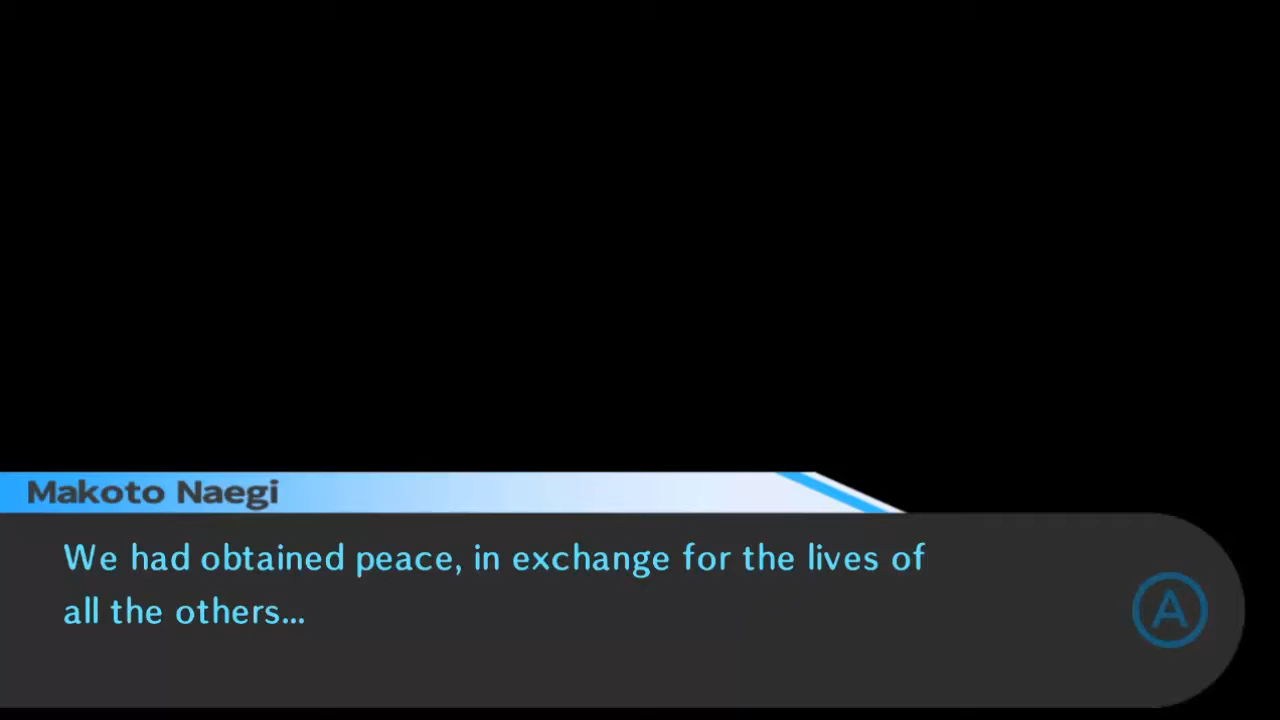 Makoto Naegi
We had obtained peace, in exchange for the lives of
all the others...
A